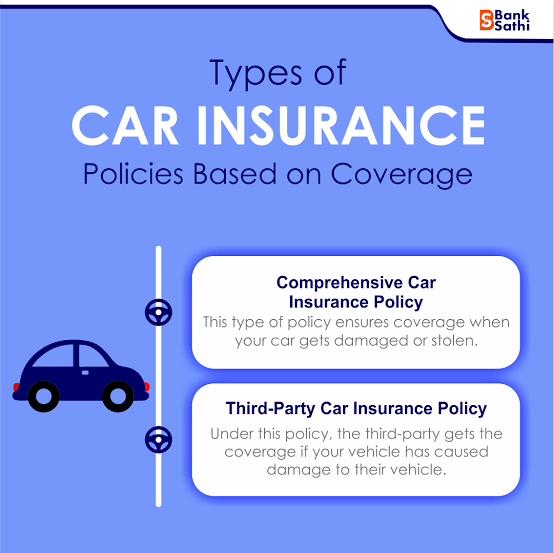 Bank
Sathi
Types of
CAR INSURANCE
Policies Based on Coverage
Comprehensive Car
Insurance Policy
This type of policy ensures coverage when
your car gets damaged or stolen.
Third-Party Car Insurance Policy
Under this policy, the third-party gets the
coverage if your vehicle has caused
damage to their vehicle.